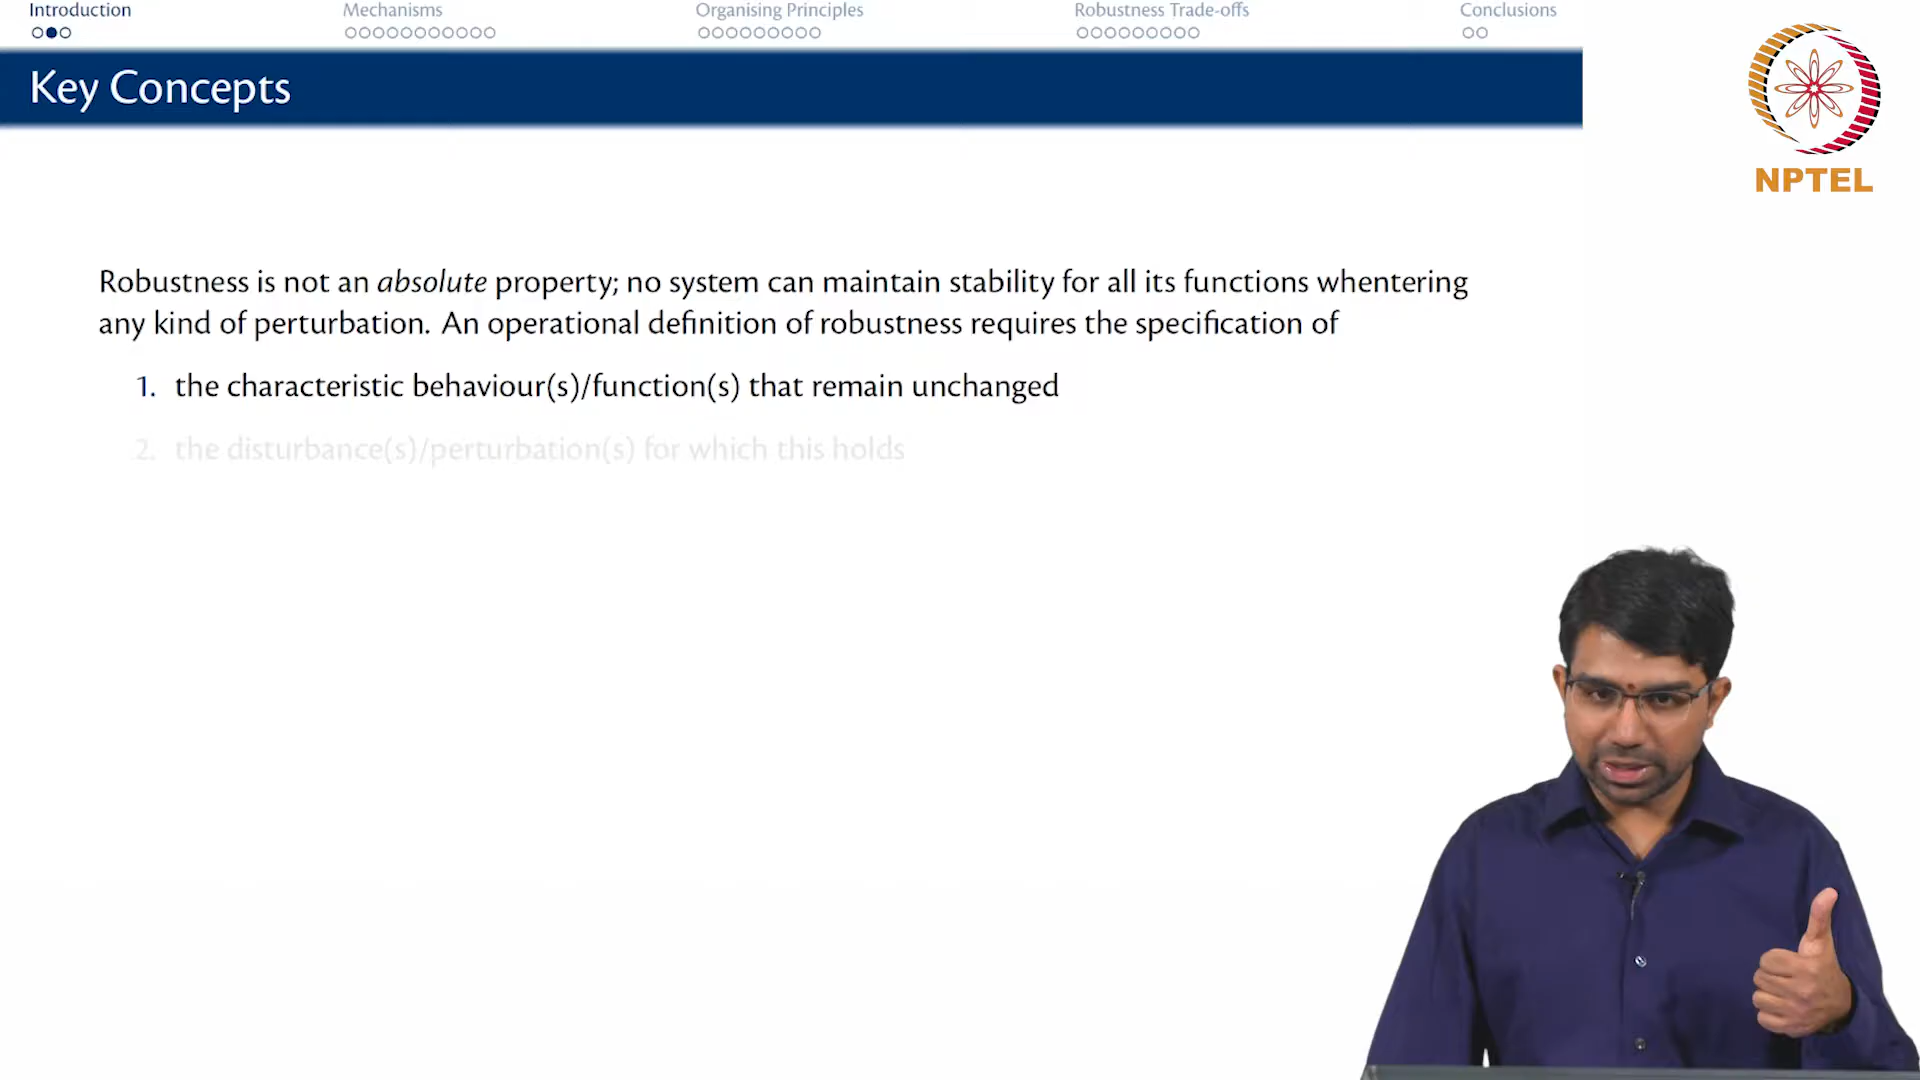 Introduction
Mechanisms
Organising Principles
Robustness Trade-offs
Conclusions
Key Concepts
NPTEL
Robustness is not an absolute property; no system can maintain stability for all its functions whentering
any kind of perturbation. An operational definition of robustness requires the specification of
1. the characteristic behaviour(s)/function(s) that remain unchanged
2. the disturbance(s)/perturbation(s) for which this holds